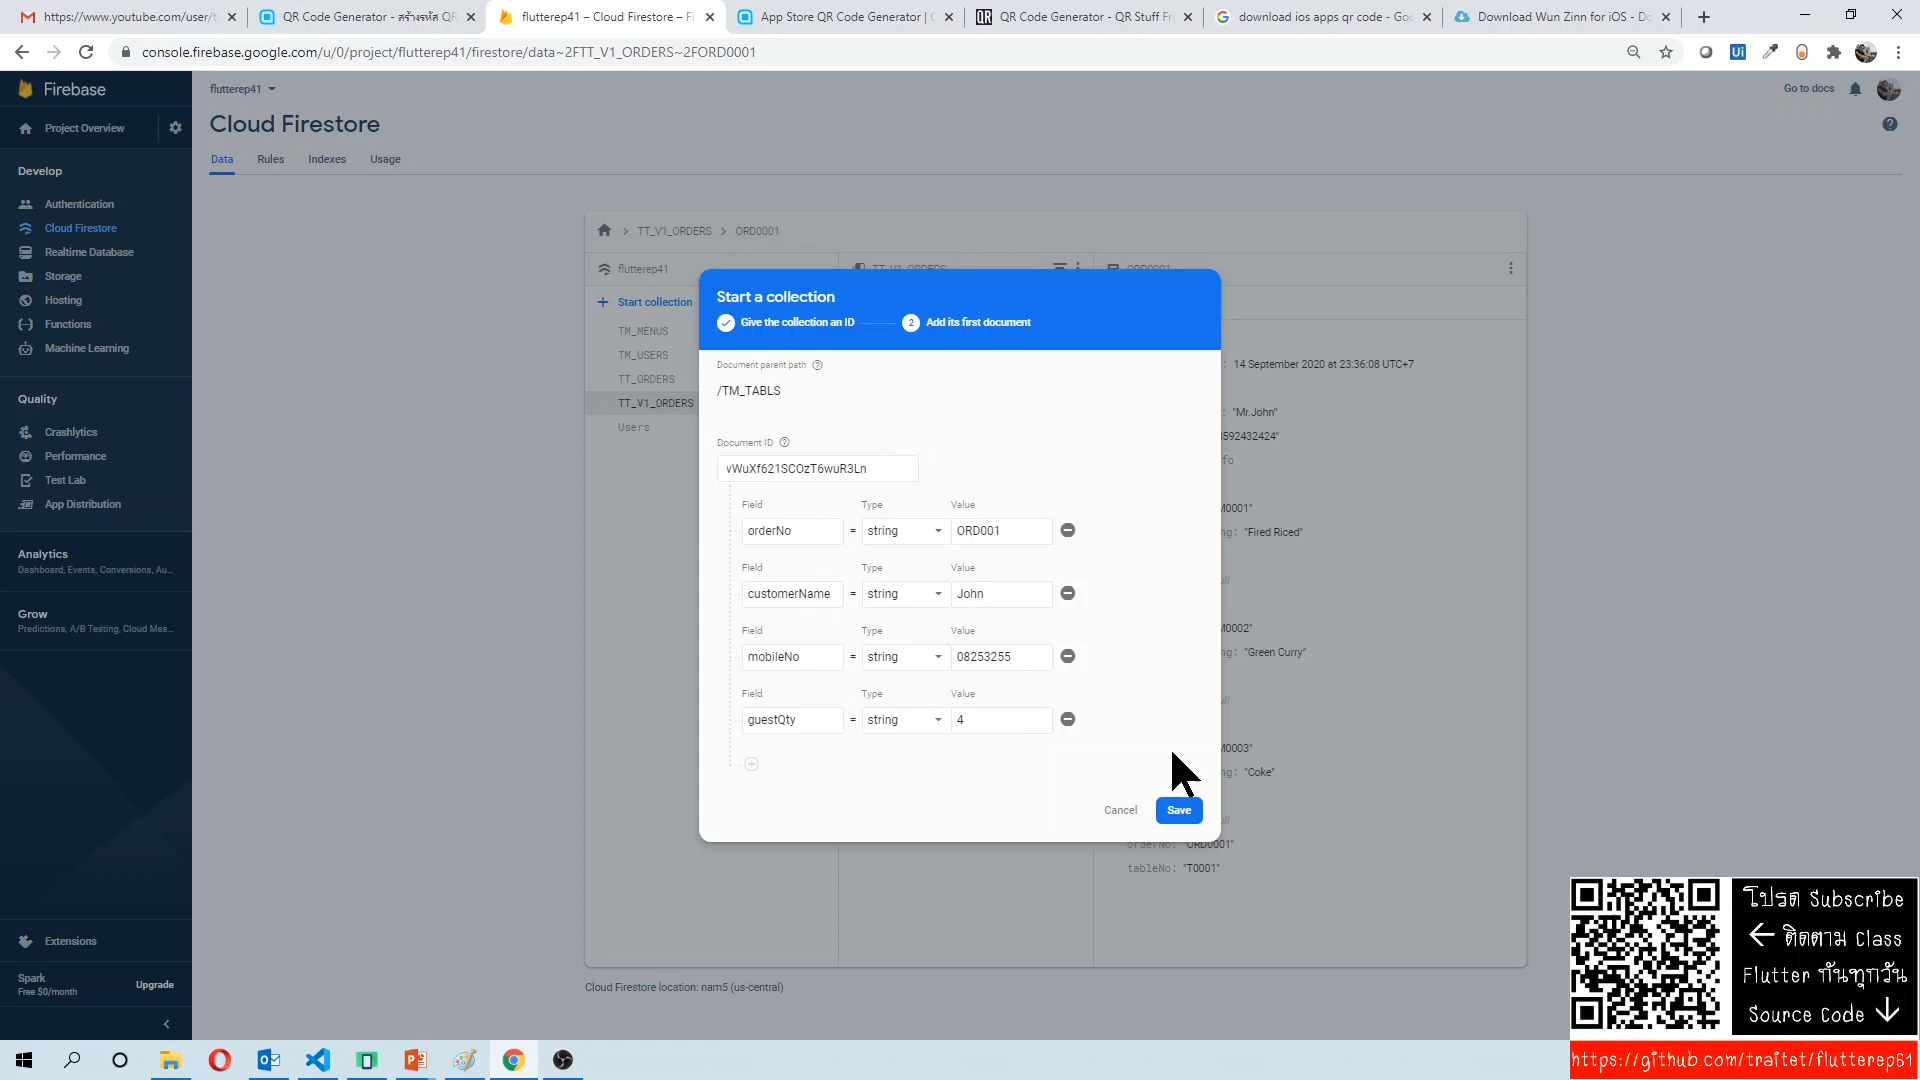 https://www.youtube.com/user/t
QR Code Generator - สร้างรหัส QR
flutterep41 – Cloud Firestore – Fi
App Store QR Code Generator | 
QR Code Generator - QR Stuff Fr
download ios apps qr code - Goo
Download Wun Zinn for iOS - Do
console.firebase.google.com/u/0/project/flutterep41/firestore/data~2FTT_V1_ORDERS~2FORD0001
Firebase
flutterep41
Go to docs
Project Overview
Cloud Firestore
Data
Rules
Indexes
Usage
Develop
Authentication
Cloud Firestore
Realtime Database
Storage
Hosting
Functions
Machine Learning
Quality
Crashlytics
Performance
Test Lab
App Distribution
Analytics
Dashboard, Events, Conversions, Au...
Grow
Predictions, A/B Testing, Cloud Mes...
Extensions
Spark
Free $0/month
Upgrade
TT_V1_ORDERS
ORD0001
flutterep41
TT_V1_ORDERS
ORD0001
Start collection
TM_MENUS
TM_USERS
TT_ORDERS
TT_V1_ORDERS
Users
Start a collection
Give the collection an ID
2 Add its first document
Document parent path
/TM_TABLS
Document ID
vWuXf621SCOzT6wuR3Ln
Field Type Value
orderNo = string ORD001
Field Type Value
customerName = string John
Field Type Value
mobileNo = string 08253255
Field Type Value
guestQty = string 4
Cancel
Save
: 14 September 2020 at 23:36:08 UTC+7
: "Mr.John"
8592432424"
fo
M0001"
ng: "Fired Riced"
ull
M0002"
ng: "Green Curry"
ull
M0003"
ng: "Coke"
ull
orderNo: "ORD0001"
tableNo: "T0001"
Cloud Firestore location: nam5 (us-central)
โปรด Subscribe
← ติดตาม Class
Flutter กันทุกวัน
Source Code ↓
https://github.com/traitet/flutterep61